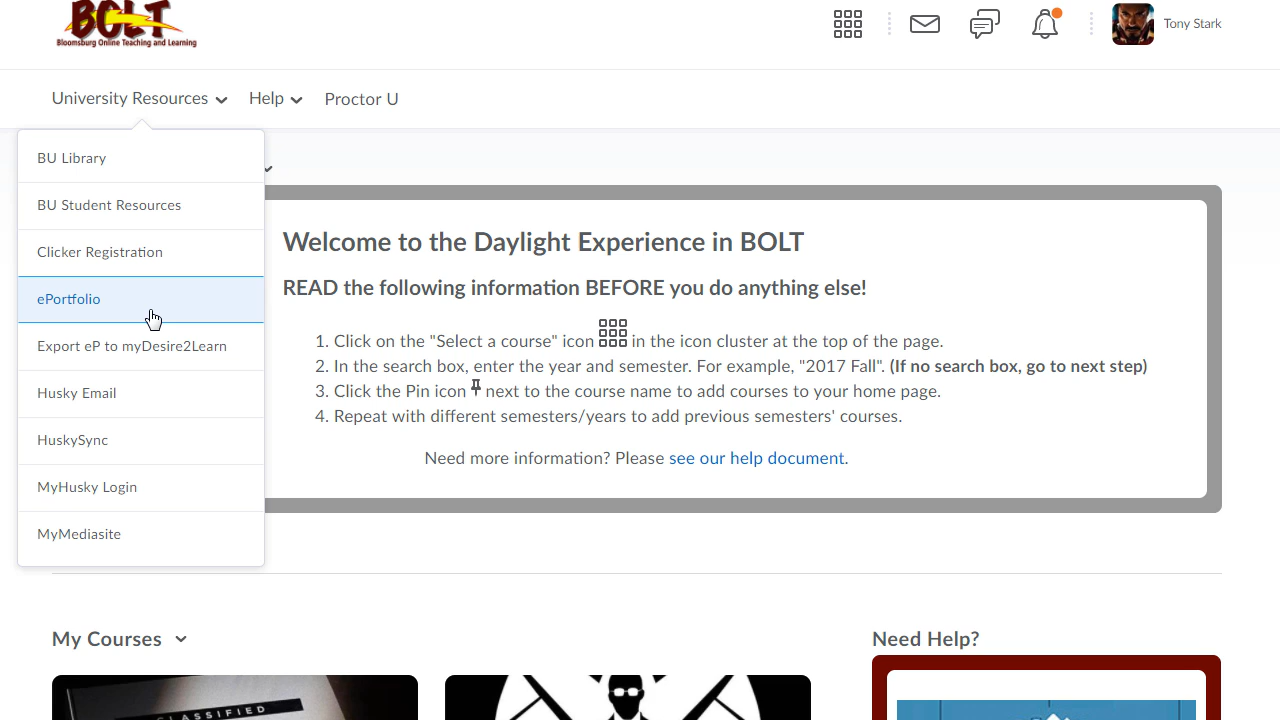 BOLT
Bloomsburg Online Teaching and Learning
Tony Stark
University Resources
Help
Proctor U
BU Library
BU Student Resources
Clicker Registration
ePortfolio
Export eP to myDesire2Learn
Husky Email
HuskySync
MyHusky Login
MyMediasite
Welcome to the Daylight Experience in BOLT
READ the following information BEFORE you do anything else!
1. Click on the "Select a course" icon in the icon cluster at the top of the page.
2. In the search box, enter the year and semester. For example, "2017 Fall". (If no search box, go to next step)
3. Click the Pin icon next to the course name to add courses to your home page.
4. Repeat with different semesters/years to add previous semesters' courses.
Need more information? Please see our help document.
My Courses
Need Help?
CLASSIFIED